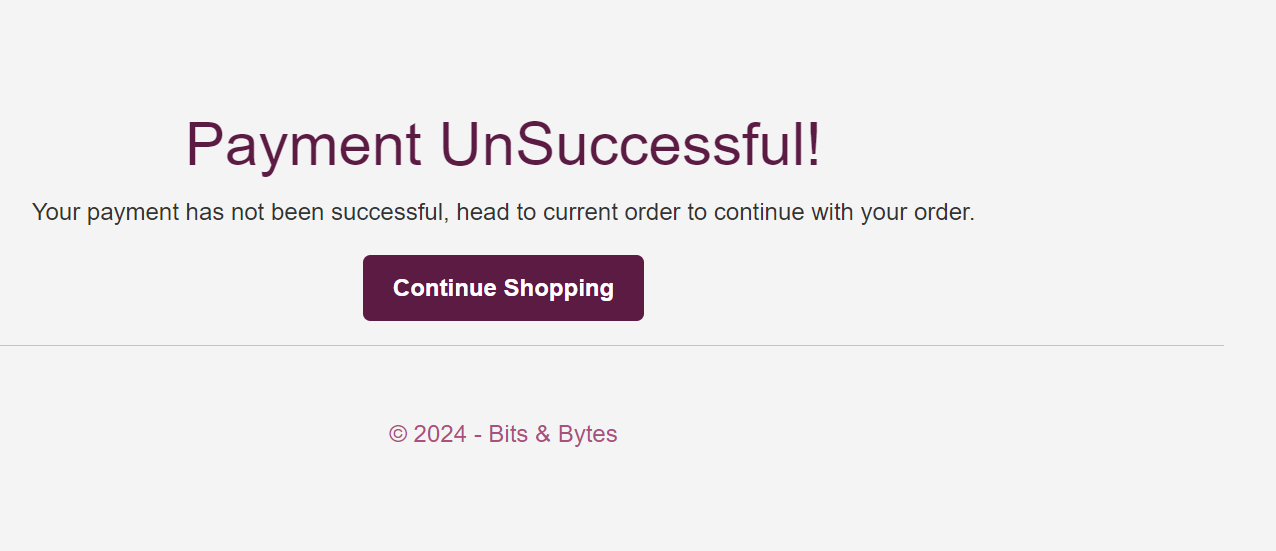 Payment UnSuccessful!
Your payment has not been successful, head to current order to continue with your order.
Continue Shopping
© 2024 - Bits & Bytes